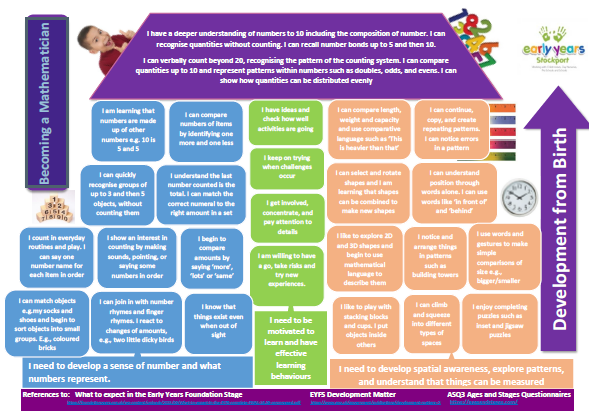 Becoming a Mathematician
I have a deeper understanding of numbers to 10 including the composition of number. I can
recognise quantities without counting. I can recall number bonds up to 5 and then 10.
I can verbally count beyond 20, recognising the pattern of the counting system. I can compare
quantities up to 10 and represent patterns within numbers such as doubles, odds, and evens. I can
show how quantities can be distributed evenly
early years
Stockport
I am learning that
numbers are made
up of other
numbers e.g. 10 is
5 and 5
I can compare
numbers of items
by identifying one
more and one less
I have ideas and
check how well
activities are going
I can compare length,
weight and capacity
and use comparative
language such as 'This
is heavier than that'
I can continue,
copy, and create
repeating patterns.
I can notice errors
in a pattern
I can quickly
recognise groups of
up to 3 and then 5
objects, without
counting them
I understand the last
number counted is the
total. I can match the
correct numeral to the
right amount in a set
I keep on trying
when challenges
occur
I get involved,
concentrate, and
pay attention to
details
I can select and rotate
shapes and I am
learning that shapes
can be combined to
make new shapes
I can understand
position through
words alone. I can use
words like 'in front of'
and 'behind'
I count in everyday
routines and play. I
can say one
number name for
each item in order
I show an interest in
counting by making
sounds, pointing, or
saying some
numbers in order
I begin to
compare
amounts by
saying 'more',
'lots' or 'same'
I am willing to have
a go, take risks and
try new
experiences.
I like to explore 2D
and 3D shapes and
begin to use
mathematical
language to
describe them
I notice and
arrange things
in patterns
such as
building towers
I use words and
gestures to make
simple
comparisons of
size e.g.,
bigger/smaller
I can match objects
e.g.my socks and
shoes and begin to
sort objects into small
groups. E.g., coloured
bricks
I can join in with number
rhymes and finger
rhymes. I react to
changes of amounts,
e.g., two little dicky birds
I know that
things exist even
when out of
sight
I like to play with
stacking blocks
and cups. I put
objects inside
others
I can climb
and squeeze
into different
types of
spaces
I enjoy completing
puzzles such as
inset and jigsaw
puzzles
I need to develop a sense of number and what
numbers represent.
I need to be
motivated to
learn and have
effective
learning
behaviours
I need to develop spatial awareness, explore patterns,
and understand that things can be measured
Development from Birth
References to: What to expect in the Early Years Foundation Stage EYFS Development Matter ASQ3 Ages and Stages Questionnaires